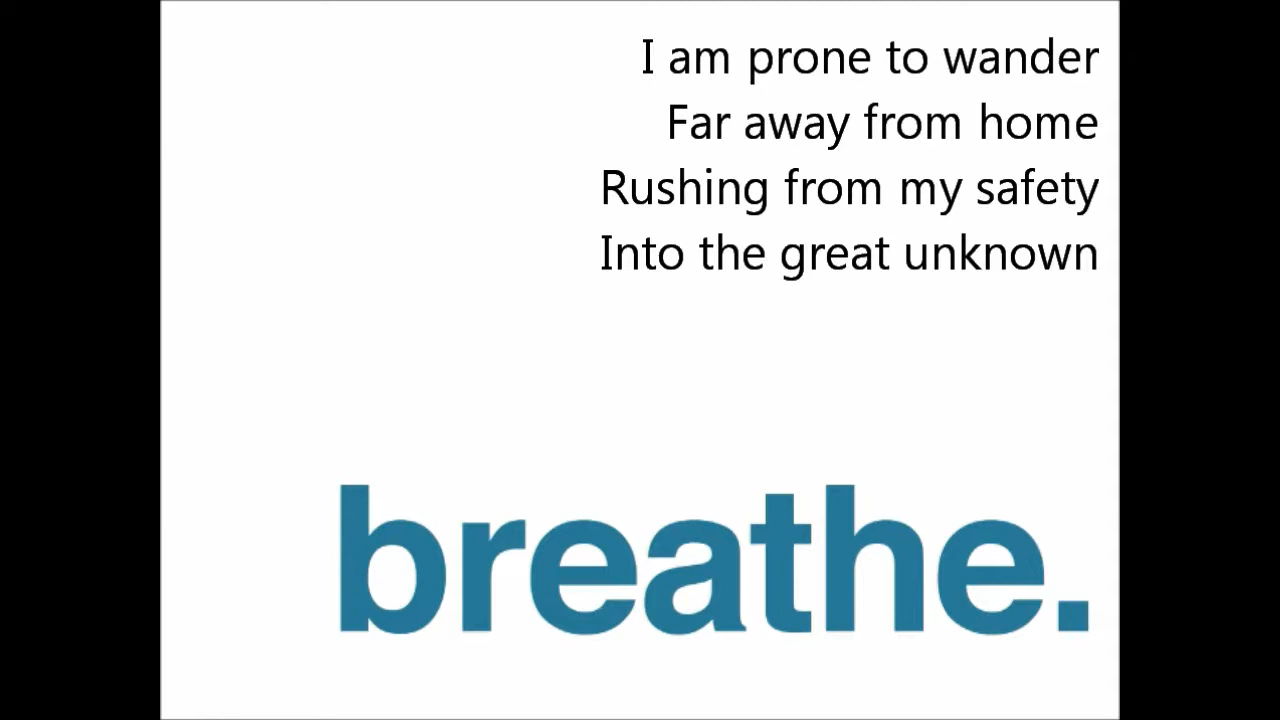 I am prone to wander
Far away from home
Rushing from my safety
Into the great unknown
breathe.